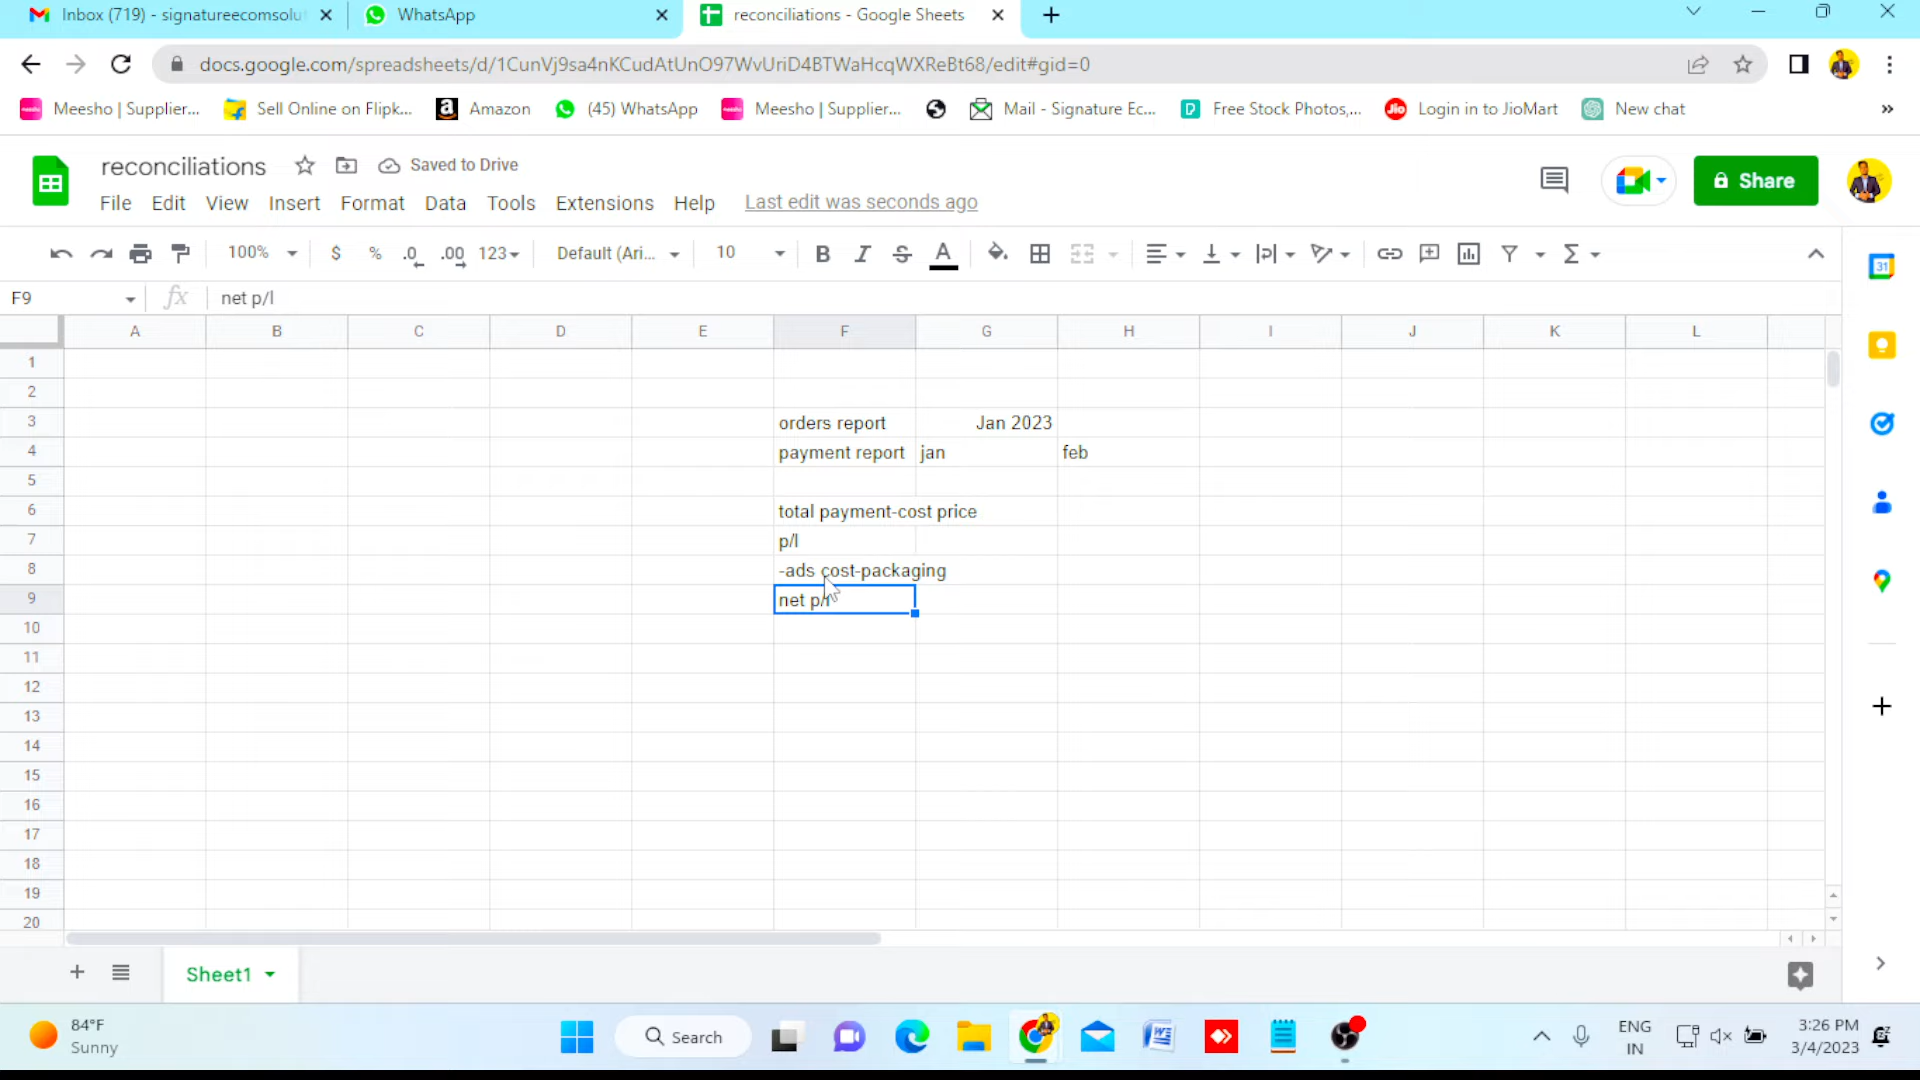 Inbox (719) - signatureecomsolut
WhatsApp
reconciliations - Google Sheets
docs.google.com/spreadsheets/d/1CunVj9sa4nKCudAtUnO97WvUriD4BTWaHcqWXReBt68/edit#gid=0
Meesho | Supplier...
Sell Online on Flipk...
Amazon
(45) WhatsApp
Meesho | Supplier...
Mail - Signature Ec...
Free Stock Photos,...
Login in to JioMart
New chat
reconciliations
Saved to Drive
Share
File Edit View Insert Format Data Tools Extensions Help Last edit was seconds ago
100% $ % .0 .00 123 Default (Ari... 10
F9 fx net p/l
A B C D E F G H I J K L
1
2
3 orders report Jan 2023
4 payment report jan feb
5
6 total payment-cost price
7 p/l
8 -ads cost-packaging
9 net p/l
10
11
12
13
14
15
16
17
18
19
20
Sheet1
84°F
Sunny
Search
ENG
IN
3:26 PM
3/4/2023